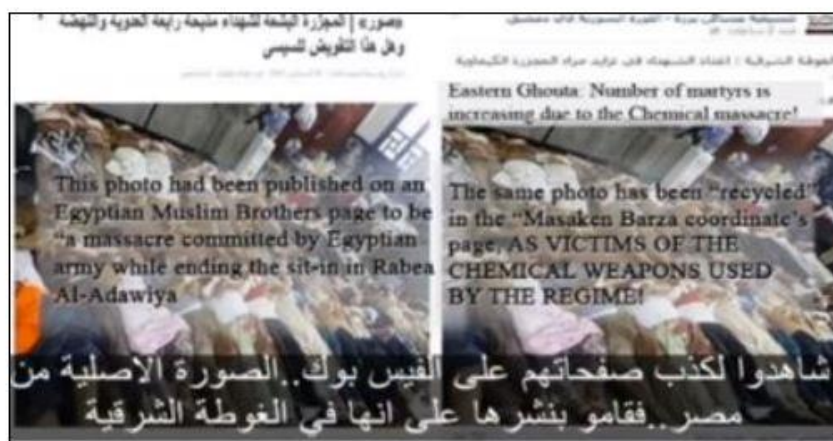 «صور» | المجزرة البشعة لشهداء مذبحة رابعة العدوية والنهضة
وهل هذا التفويض للسيسي
الغوطة الشرقية : اعداد الشهداء في تزايد جراء المجزرة الكيماوية
Eastern Ghouta: Number of martyrs is
increasing due to the Chemical massacre!
This photo had been published on an
Egyptian Muslim Brothers page to be
"a massacre committed by Egyptian
army while ending the sit-in in Rabea
Al-Adawiya
The same photo has been "recycled"
in the "Masaken Barza coordinate's
page, AS VICTIMS OF THE
CHEMICAL WEAPONS USED
BY THE REGIME!
شاهدوا لكذب صفحاتهم على الفيس بوك..الصورة الاصلية من
مصر..فقامو بنشرها على انها في الغوطة الشرقية